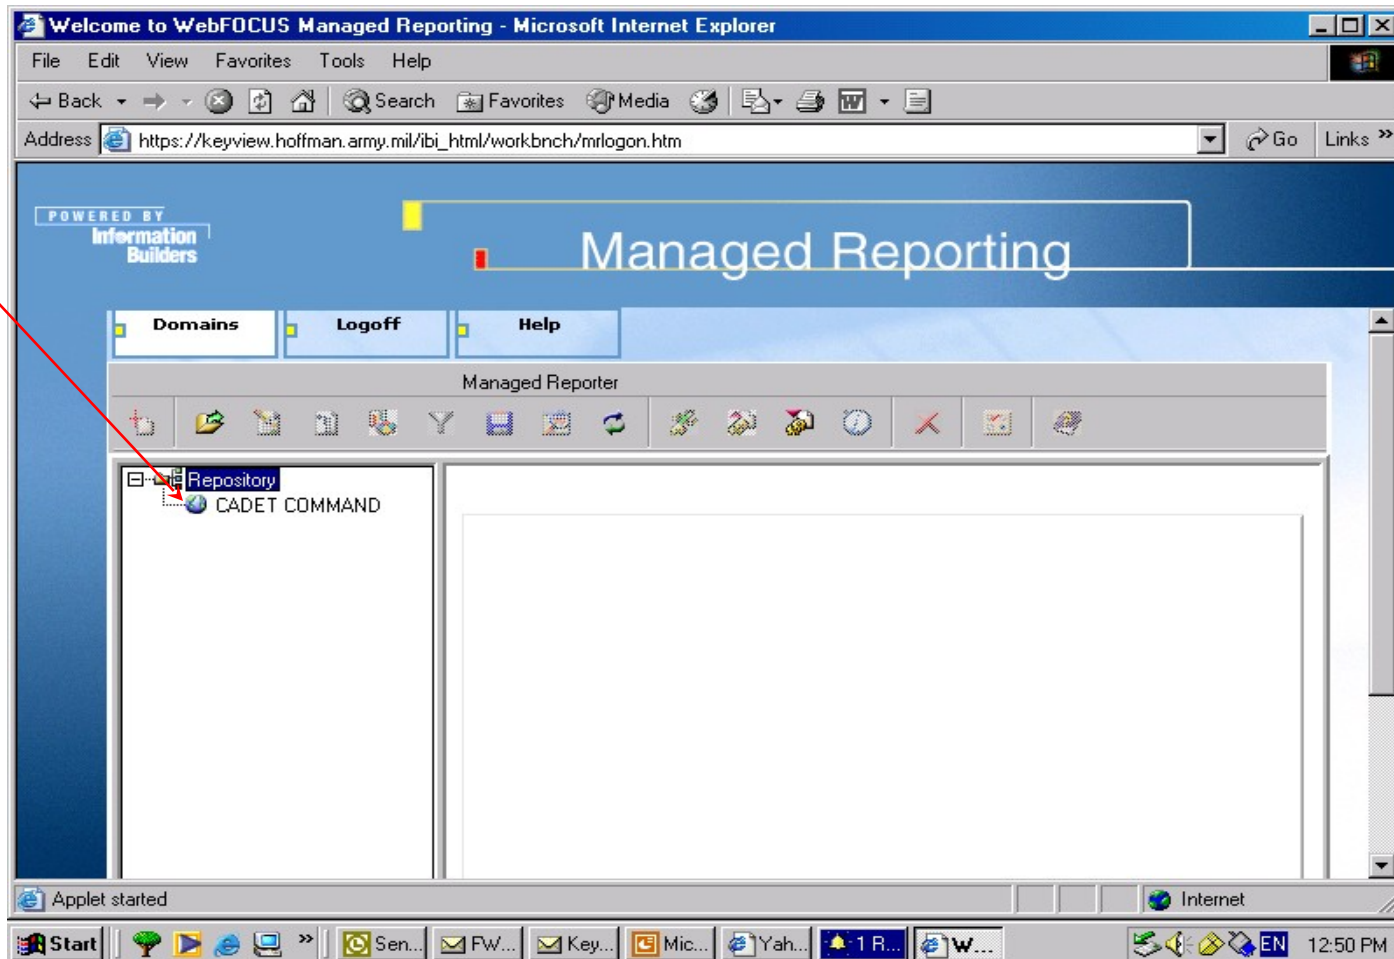 Welcome to WebFOCUS Managed Reporting - Microsoft Internet Explorer
File Edit View Favorites Tools Help
Back Search Favorites Media
Address https://keyview.hoffman.army.mil/ibi_html/workbnch/mrlogon.htm Go Links »
POWERED BY
Information
Builders
Managed Reporting
Domains Logoff Help
Managed Reporter
Repository
CADET COMMAND
Applet started Internet
Start » Sen... FW... Key... Mic... Yah... 1 R... W... EN 12:50 PM